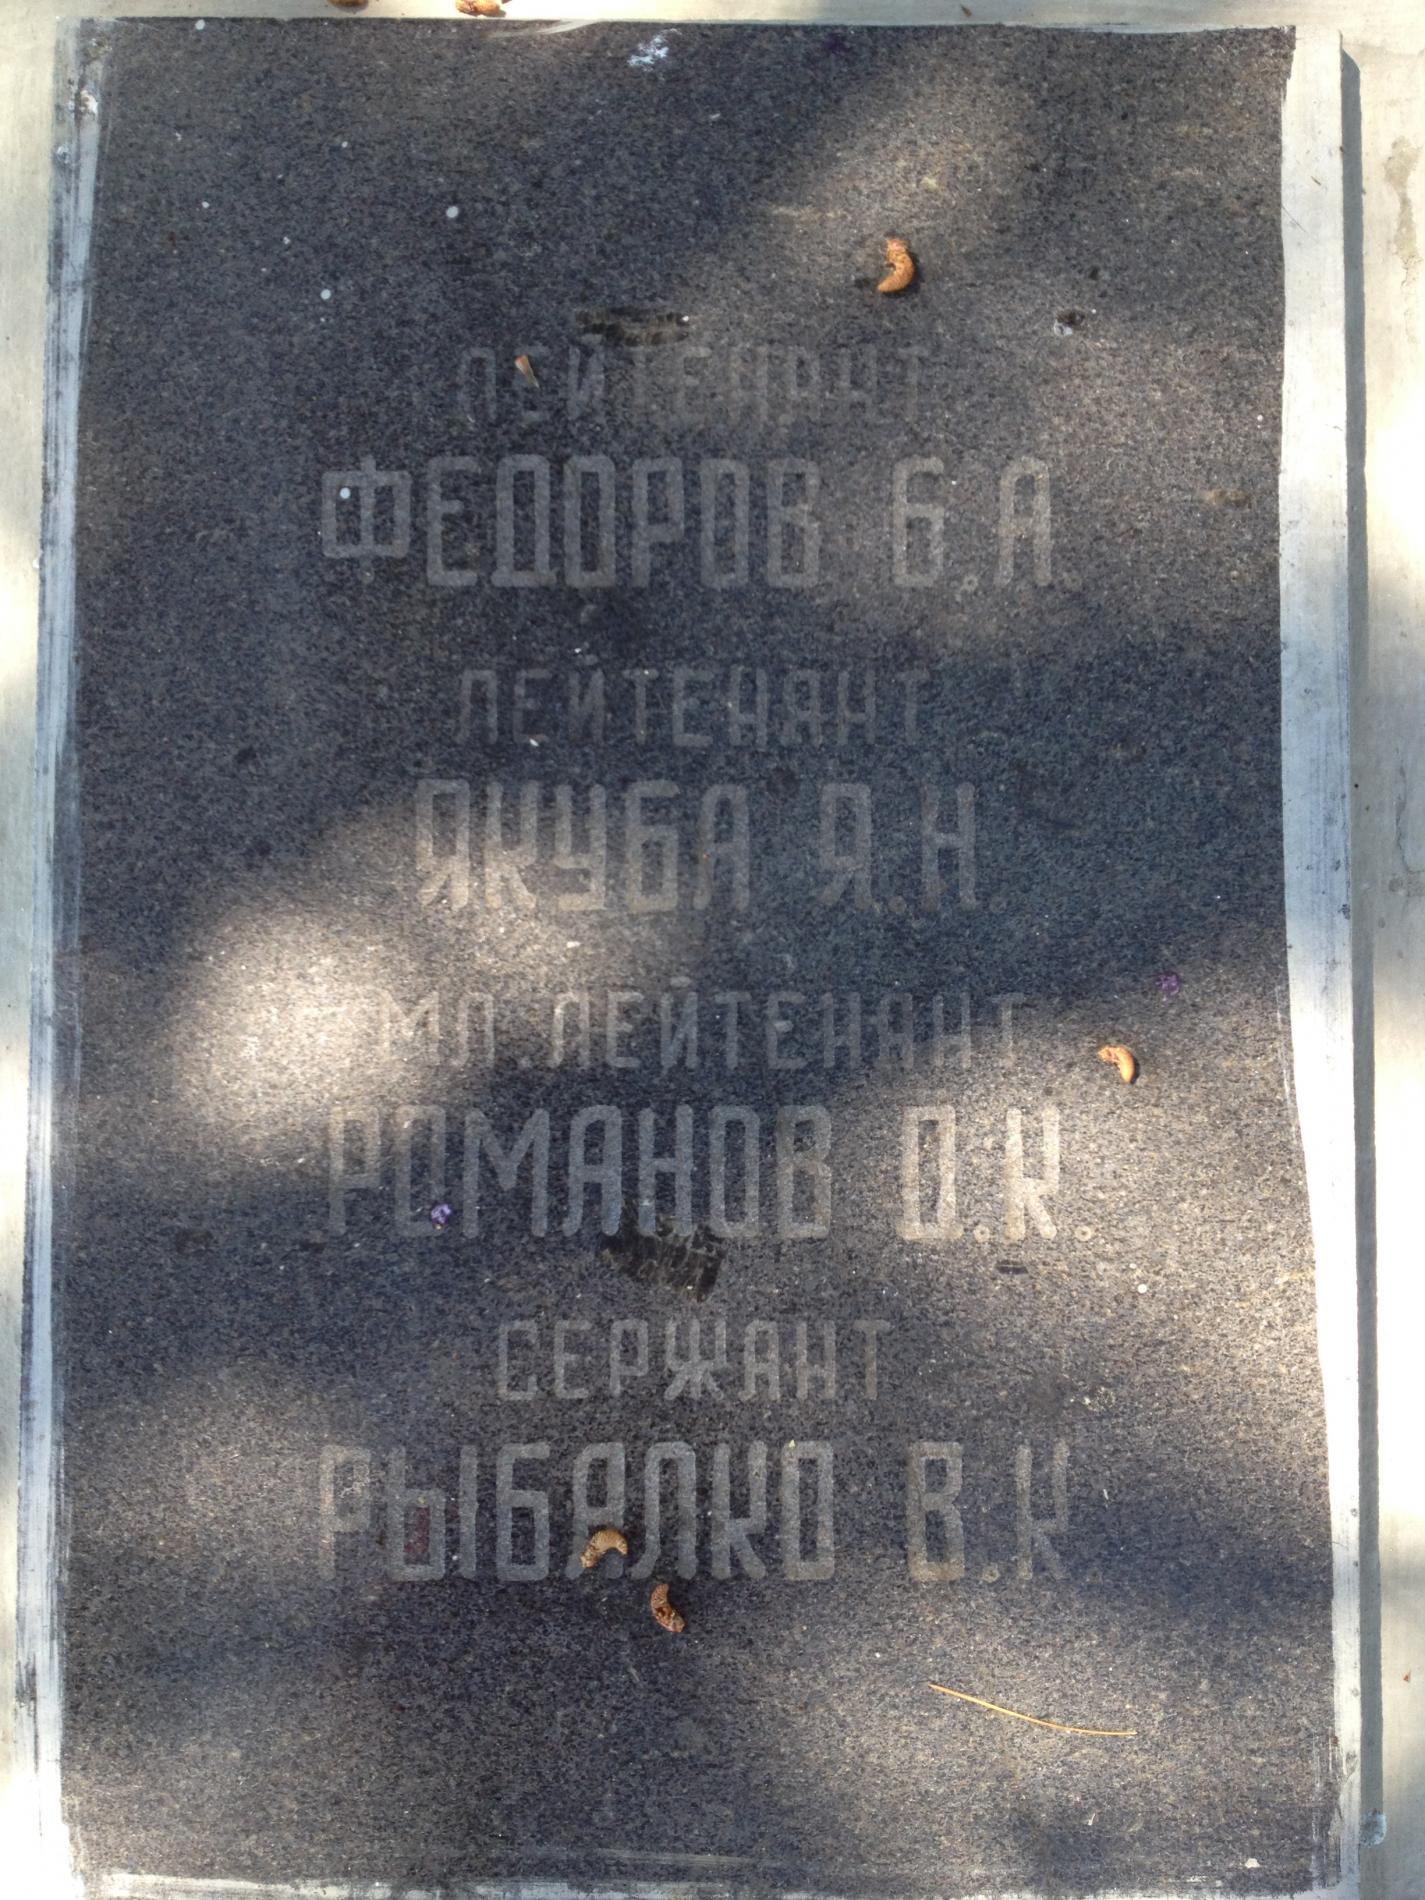 ЛЕЙТЕНАНТ
ФЕДОРОВ Б.А.
ЛЕЙТЕНАНТ
ЯКУБА Я.Н.
МЛ.ЛЕЙТЕНАНТ
РОМАНОВ О.К.
СЕРЖАНТ
РЫБАЛКО В.К.